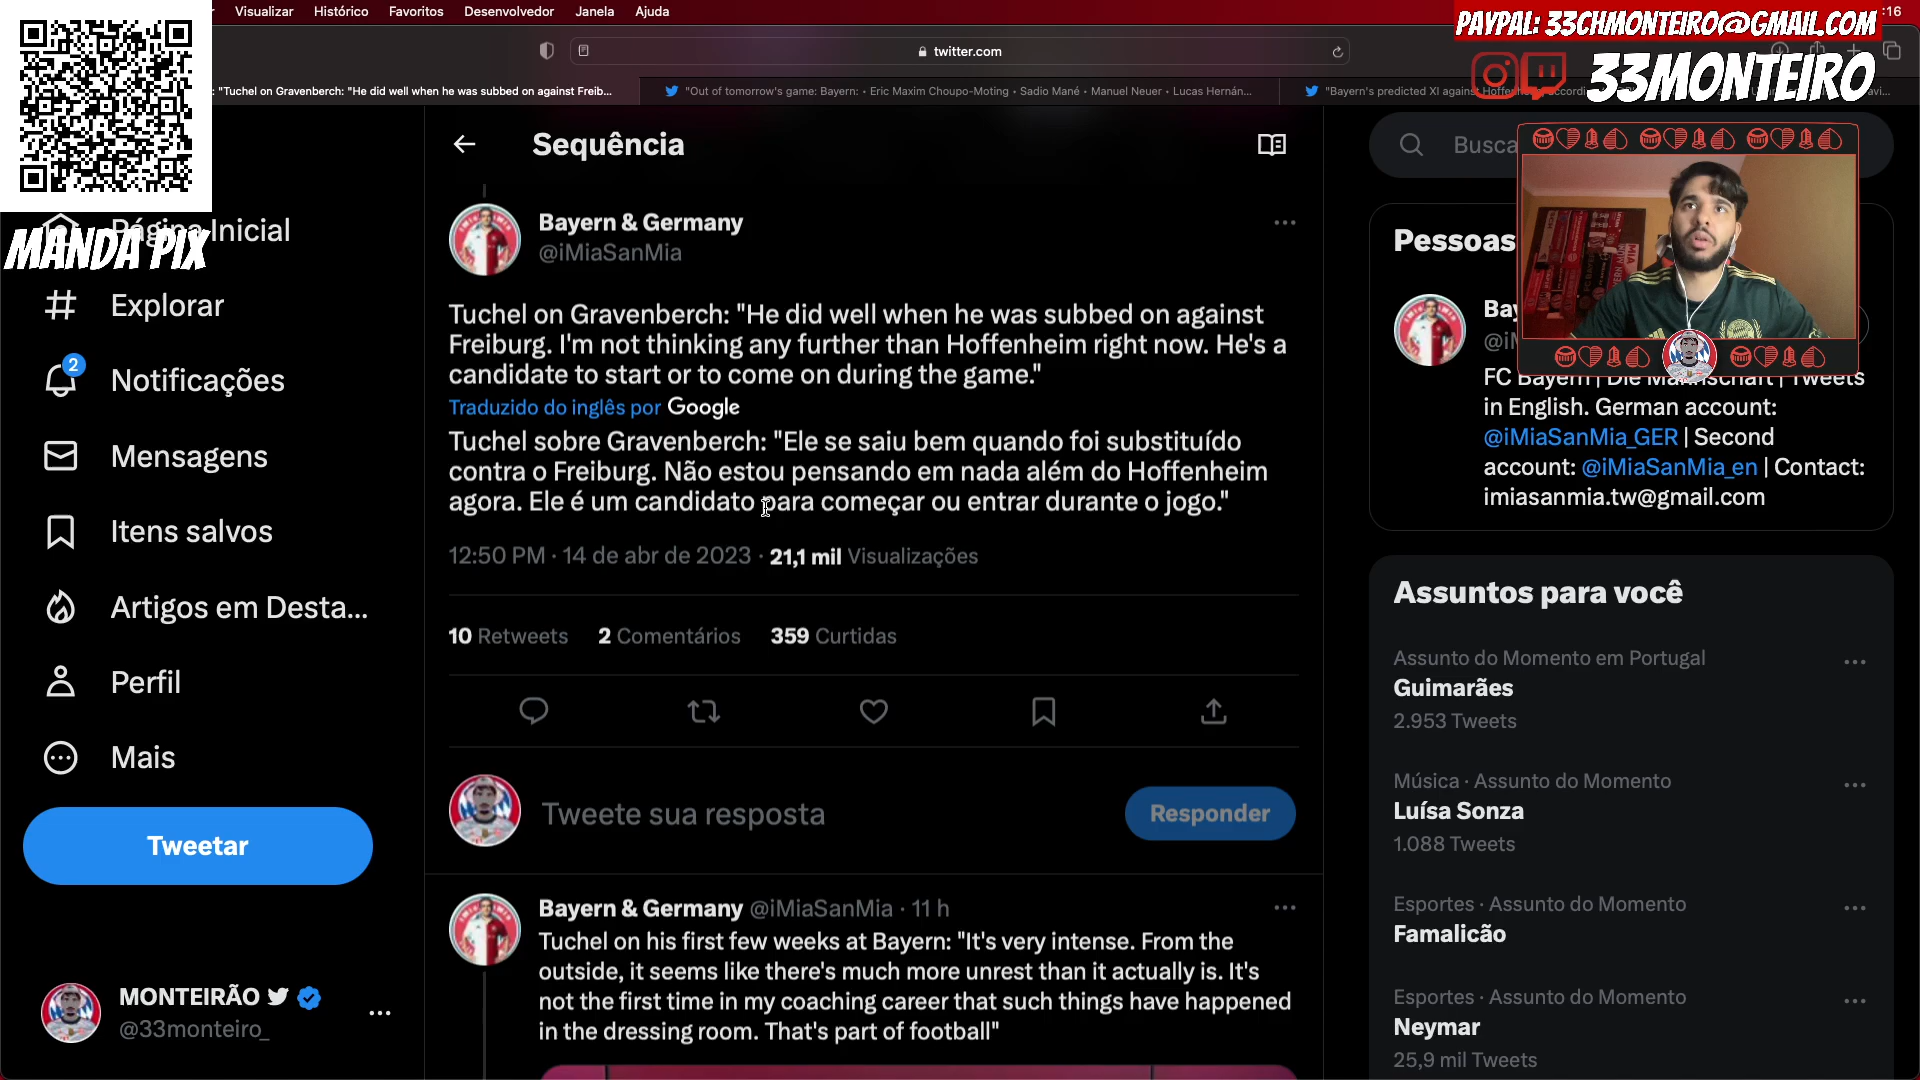 Visualizar Histórico Favoritos Desenvolvedor Janela Ajuda
:16
PAYPAL: 33CHMONTEIRO@GMAIL.COM
33MONTEIRO
twitter.com
: "Tuchel on Gravenberch: "He did well when he was subbed on against Freib...
"Out of tomorrow's game: Bayern: • Eric Maxim Choupo-Moting • Sadio Mané • Manuel Neuer • Lucas Hernán...
"Bayern's predicted XI against
MANDA PIX
Página Inicial
Explorar
2
Notificações
Mensagens
Itens salvos
Artigos em Desta...
Perfil
Mais
Tweetar
MONTEIRÃO
@33monteiro_
Sequência
Bayern & Germany
@iMiaSanMia
Tuchel on Gravenberch: "He did well when he was subbed on against
Freiburg. I'm not thinking any further than Hoffenheim right now. He's a
candidate to start or to come on during the game."
Traduzido do inglês por Google
Tuchel sobre Gravenberch: "Ele se saiu bem quando foi substituído
contra o Freiburg. Não estou pensando em nada além do Hoffenheim
agora. Ele é um candidato para começar ou entrar durante o jogo."
12:50 PM · 14 de abr de 2023 · 21,1 mil Visualizações
10 Retweets 2 Comentários 359 Curtidas
Tweete sua resposta
Responder
Bayern & Germany @iMiaSanMia · 11 h
Tuchel on his first few weeks at Bayern: "It's very intense. From the
outside, it seems like there's much more unrest than it actually is. It's
not the first time in my coaching career that such things have happened
in the dressing room. That's part of football"
Busca
Pessoas
Bay
@iM
FC Bayern | Die Mannschaft | Tweets
in English. German account:
@iMiaSanMia_GER | Second
account: @iMiaSanMia_en | Contact:
imiasanmia.tw@gmail.com
Assuntos para você
Assunto do Momento em Portugal
Guimarães
2.953 Tweets
Música · Assunto do Momento
Luísa Sonza
1.088 Tweets
Esportes · Assunto do Momento
Famalicão
Esportes · Assunto do Momento
Neymar
25,9 mil Tweets